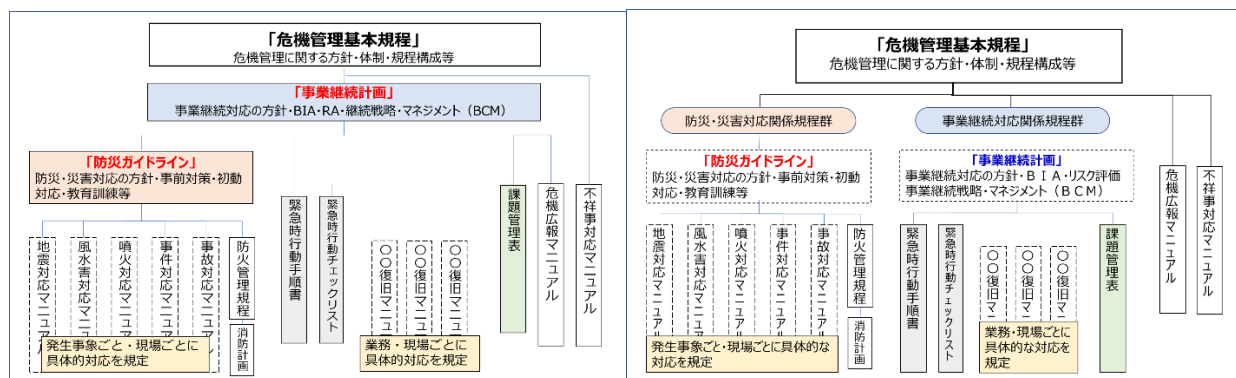 「危機管理基本規程」
危機管理に関する方針・体制・規程構成等
「事業継続計画」
事業継続対応の方針・BIA・RA・継続戦略・マネジメント（BCM）
「防災ガイドライン」
防災・災害対応の方針・事前対策・初動
対応・教育訓練等
地震対応マニュアル
風水害対応マニュアル
噴火対応マニュアル
事件対応マニュアル
事故対応マニュアル
防火管理規程
消防計画
発生事象ごと・現場ごとに
具体的対応を規定
緊急時行動手順書
緊急時行動チェックリスト
〇〇復旧マニュ
〇〇復旧マニュ
〇〇復旧マニュ
業務・現場ごとに
具体的対応を規定
課題管理表
危機広報マニュアル
不祥事対応マニュアル
「危機管理基本規程」
危機管理に関する方針・体制・規程構成等
防災・災害対応関係規程群
事業継続対応関係規程群
「防災ガイドライン」
防災・災害対応の方針・事前対策・初動
対応・教育訓練等
「事業継続計画」
事業継続対応の方針・ＢＩＡ・リスク評価
事業継続戦略・マネジメント（ＢＣＭ）
地震対応マニュアル
風水害対応マニュアル
噴火対応マニュアル
事件対応マニュアル
事故対応マニュアル
防火管理規程
消防計画
発生事象ごと・現場ごとに具体的な
対応を規定
緊急時行動手順書
緊急時行動チェックリスト
〇〇復旧マニ
〇〇復旧マニ
〇〇復旧マニ
業務・現場ごとに
具体的な対応を
規定
課題管理表
危機広報マニュアル
不祥事対応マニュアル